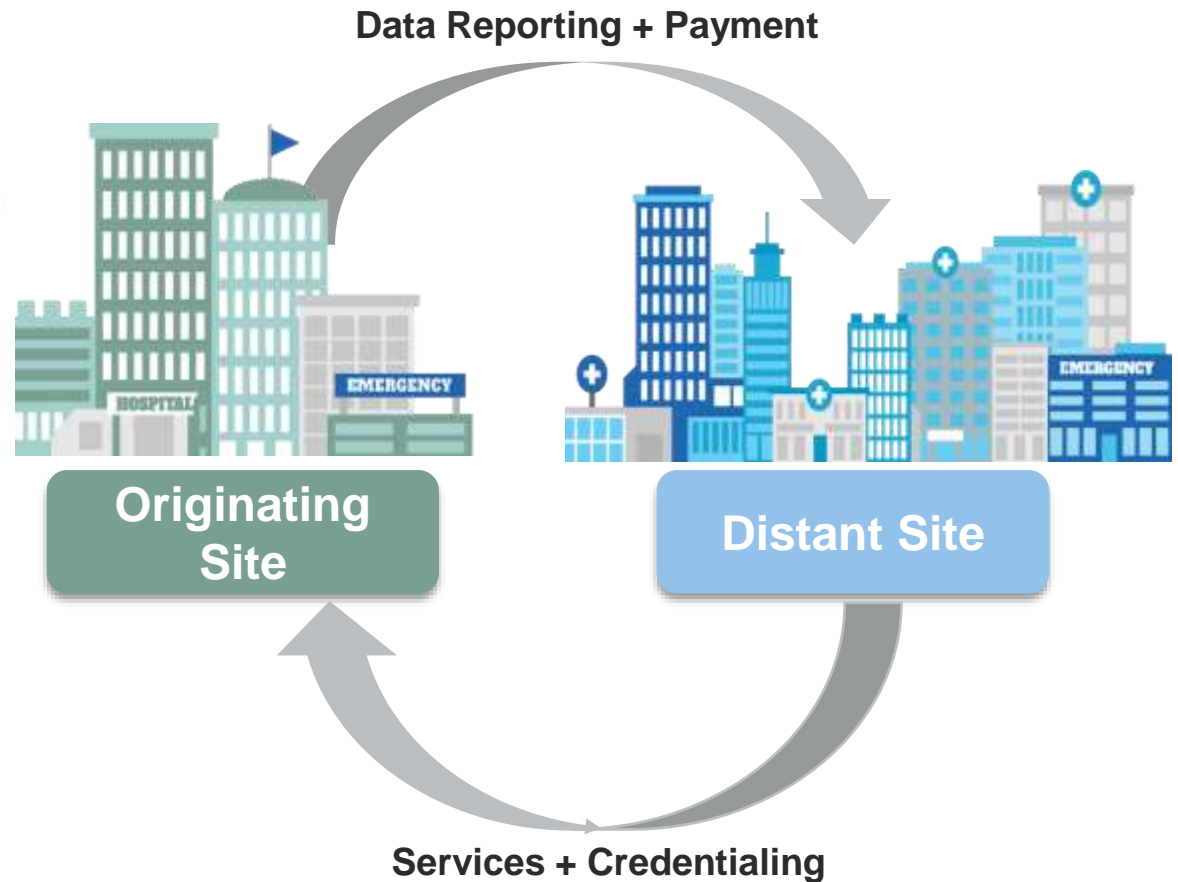 Data Reporting + Payment
HOSPITAL
EMERGENCY
EMERGENCY
Originating
Site
Distant Site
Services + Credentialing